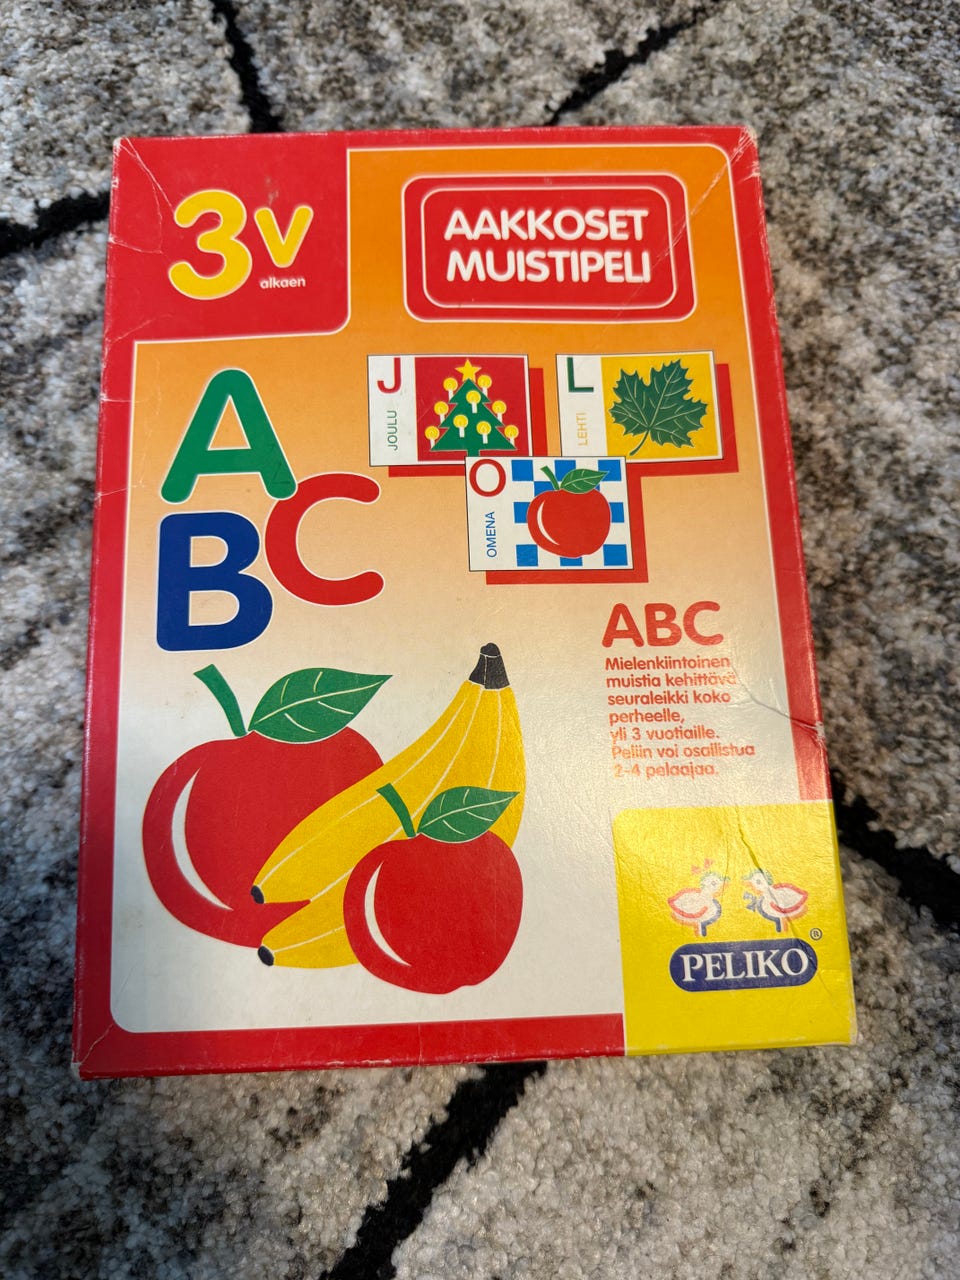 3v
alkaen
AAKKOSET
MUISTIPELI
J
JOULU
L
LEHTI
O
OMENA
A
B
C
ABC
Mielenkiintoinen
muistia kehittävä
seuraleikki koko
perheelle,
yli 3 vuotiaille.
Peliin voi osallistua
2-4 pelaajaa.
PELIKO®